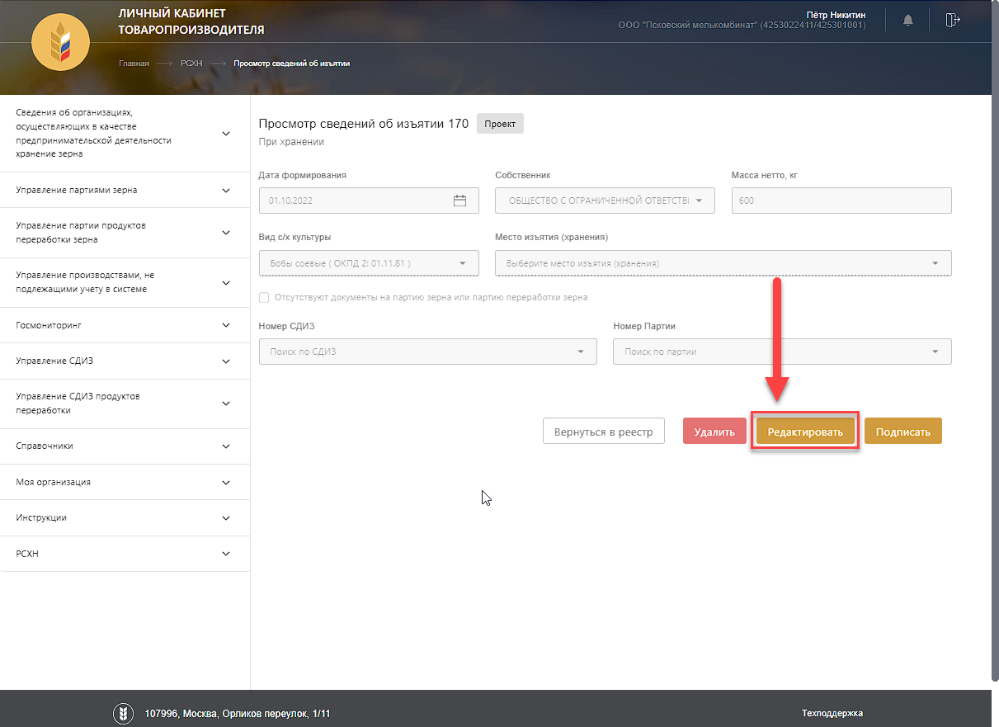 ЛИЧНЫЙ КАБИНЕТ
ТОВАРОПРОИЗВОДИТЕЛЯ
Пётр Никитин
ООО "Псковский мелькомбинат" (4253022411/425301001)
Главная
РСХН
Просмотр сведений об изъятии
Сведения об организациях,
осуществляющих в качестве
предпринимательской деятельности
хранение зерна
Управление партиями зерна
Управление партии продуктов
переработки зерна
Управление производствами, не
подлежащими учету в системе
Госмониторинг
Управление СДИЗ
Управление СДИЗ продуктов
переработки
Справочники
Моя организация
Инструкции
РСХН
Просмотр сведений об изъятии 170
Проект
При хранении
Дата формирования
Собственник
Масса нетто, кг
01.10.2022
ОБЩЕСТВО С ОГРАНИЧЕННОЙ ОТВЕТСТВІ
600
Вид с/х культуры
Место изъятия (хранения)
Бобы соевые ( ОКПД 2: 01.11.81 )
Выберите место изъятия (хранения)
Отсутствуют документы на партию зерна или партию переработки зерна
Номер СДИЗ
Номер Партии
Поиск по СДИЗ
Поиск по партии
Вернуться в реестр
Удалить
Редактировать
Подписать
107996, Москва, Орликов переулок, 1/11
Техподдержка